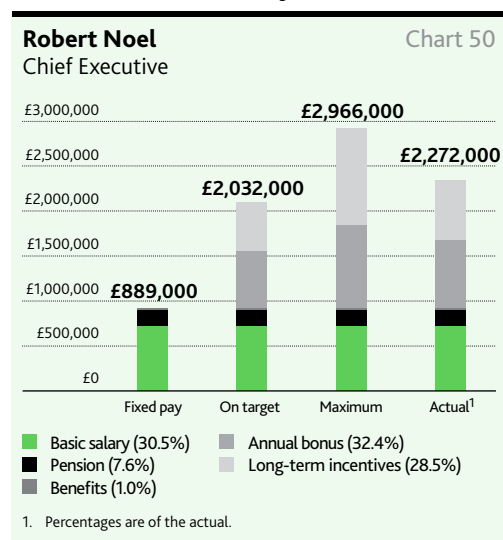 Robert Noel Chart 50
Chief Executive
£3,000,000
£2,966,000
£2,500,000
£2,272,000
£2,000,000
£2,032,000
£1,500,000
£1,000,000
£889,000
£500,000
£0
Fixed pay On target Maximum Actual1
Basic salary (30.5%) Annual bonus (32.4%)
Pension (7.6%) Long-term incentives (28.5%)
Benefits (1.0%)
1. Percentages are of the actual.